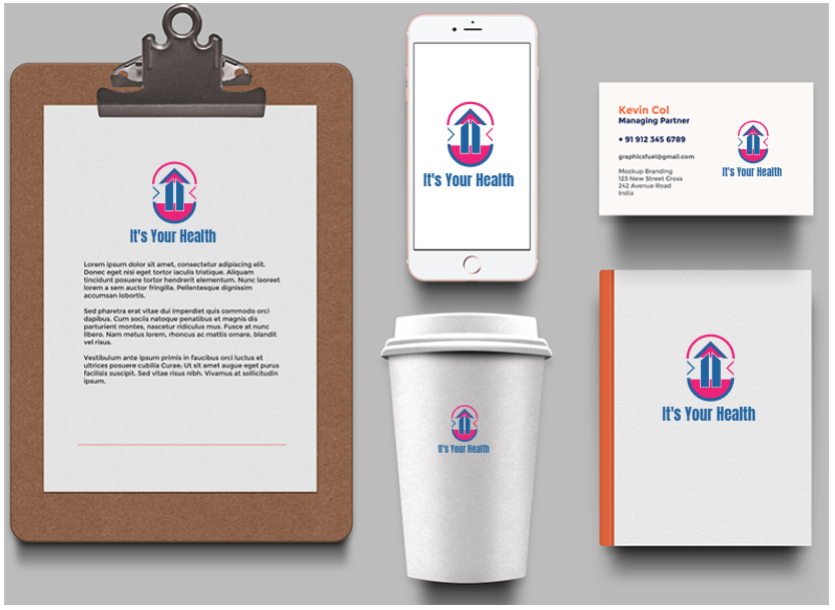 It's Your Health
Lorem ipsum dolor sit amet, consectetur adipiscing elit.
Donec eget nisi eget tortor iaculis tristique. Aliquam
tincidunt posuere tortor hendrerit elementum. Nunc laoreet
lorem a sem auctor fringilla. Pellentesque dignissim
accumsan lobortis.
Sed pharetra erat vitae dui imperdiet quis commodo orci
dapibus. Cum sociis natoque penatibus et magnis dis
parturient montes, nascetur ridiculus mus. Fusce at nunc
libero. Nam metus lorem, rhoncus ac mattis ornare, blandit
vel risus.
Vestibulum ante ipsum primis in faucibus orci luctus et
ultrices posuere cubilia Curae; Ut sit amet augue eget purus
facilisis suscipit. Sed vitae risus nibh. Vivamus at sollicitudin
ipsum.
It's Your Health
Kevin Col
Managing Partner
+ 91 912 345 6789
graphicsfuel@gmail.com
Mockup Branding
123 New Street Cross
242 Avenue Road
India
It's Your Health
It's Your Health
It's Your Health